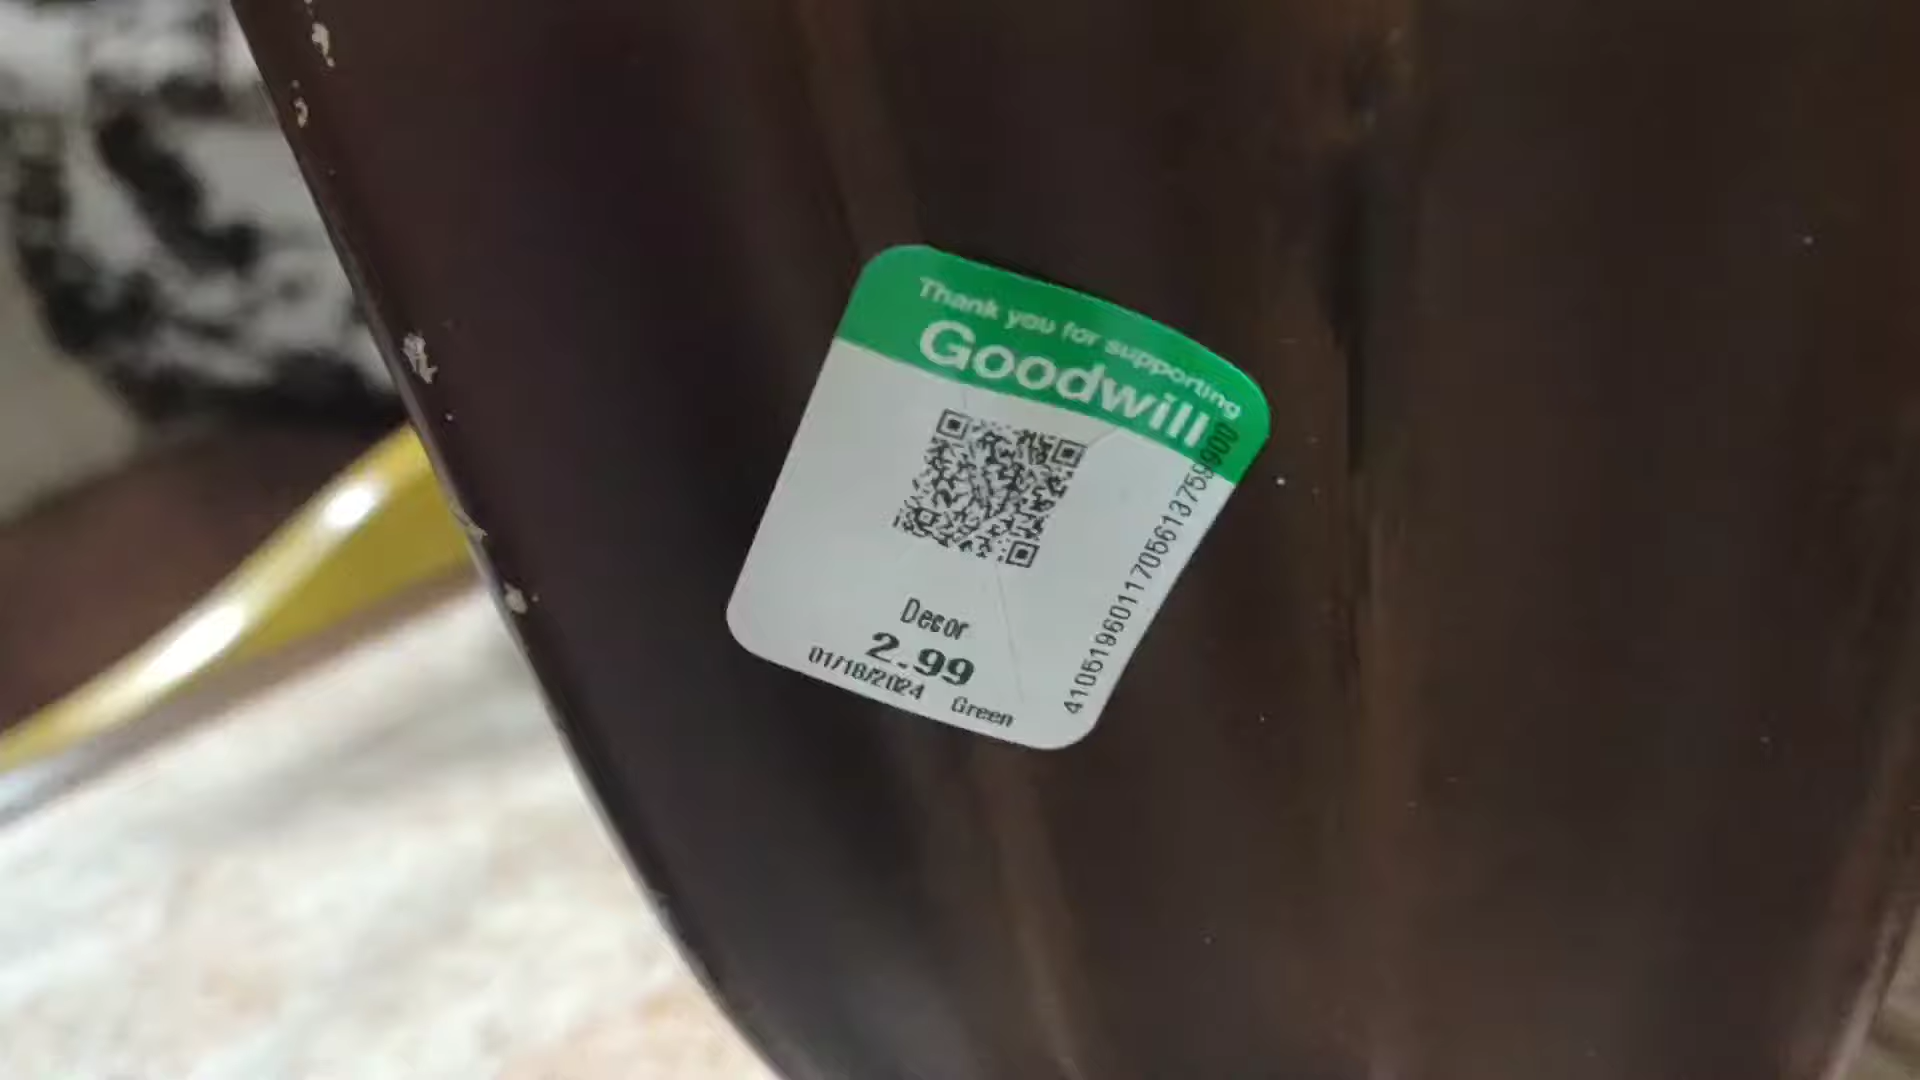 Thank you for supporting
Goodwill
Decor
2.99
01/18/2024 Green
4105196011705613759900